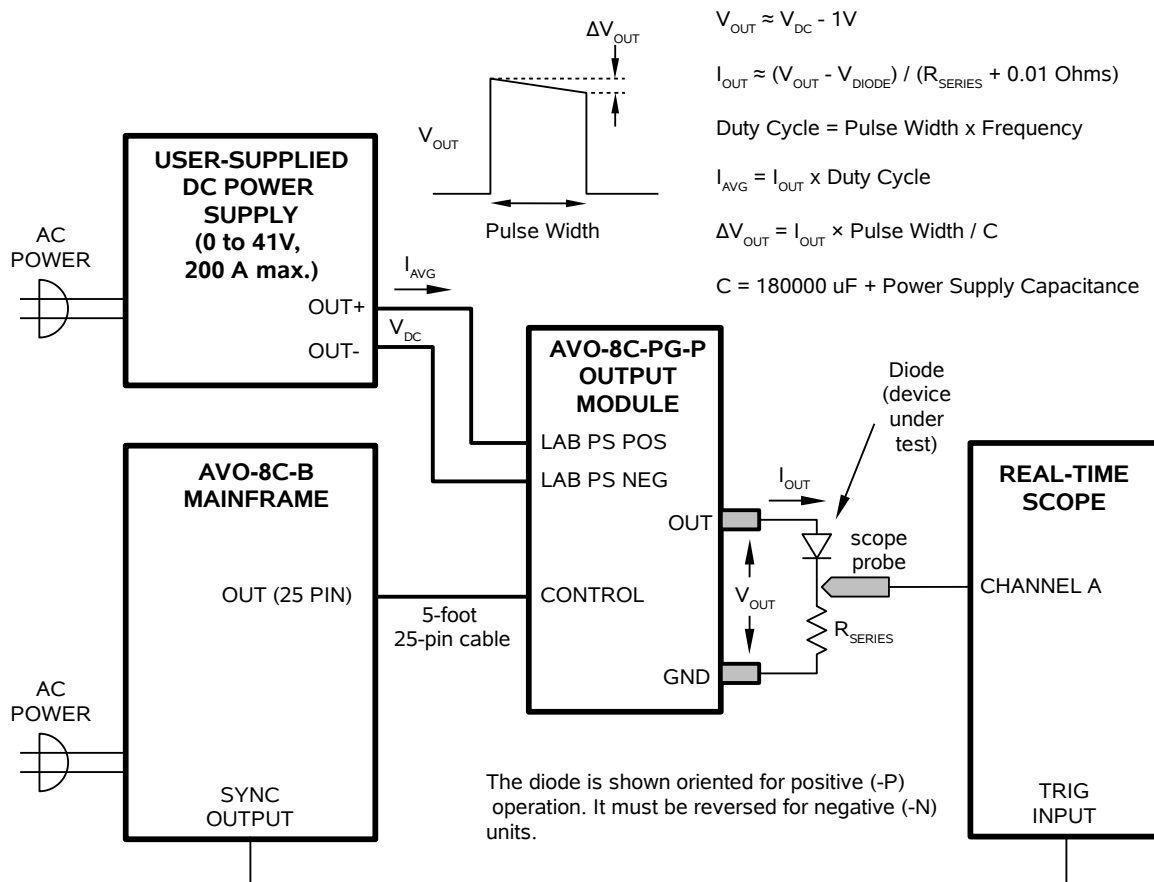 ΔV_OUT
V_OUT
Pulse Width
V_OUT ≈ V_DC - 1V
I_OUT ≈ (V_OUT - V_DIODE) / (R_SERIES + 0.01 Ohms)
Duty Cycle = Pulse Width x Frequency
I_AVG = I_OUT x Duty Cycle
ΔV_OUT = I_OUT × Pulse Width / C
C = 180000 uF + Power Supply Capacitance
AC
POWER
USER-SUPPLIED
DC POWER
SUPPLY
(0 to 41V,
200 A max.)
OUT+
OUT-
I_AVG
V_DC
AVO-8C-PG-P
OUTPUT
MODULE
LAB PS POS
LAB PS NEG
OUT
CONTROL
GND
Diode
(device
under
test)
I_OUT
scope
probe
V_OUT
R_SERIES
REAL-TIME
SCOPE
CHANNEL A
TRIG
INPUT
AVO-8C-B
MAINFRAME
OUT (25 PIN)
5-foot
25-pin cable
AC
POWER
SYNC
OUTPUT
The diode is shown oriented for positive (-P)
operation. It must be reversed for negative (-N)
units.